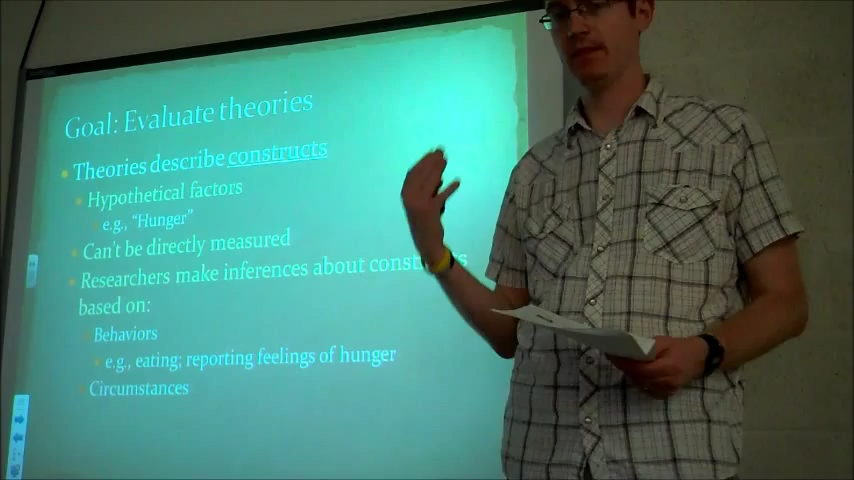 Goal: Evaluate theories
Theories describe constructs
Hypothetical factors
e.g., "Hunger"
Can't be directly measured
Researchers make inferences about
based on:
Behaviors
e.g., eating; reporting feelings of hunger
Circumstances